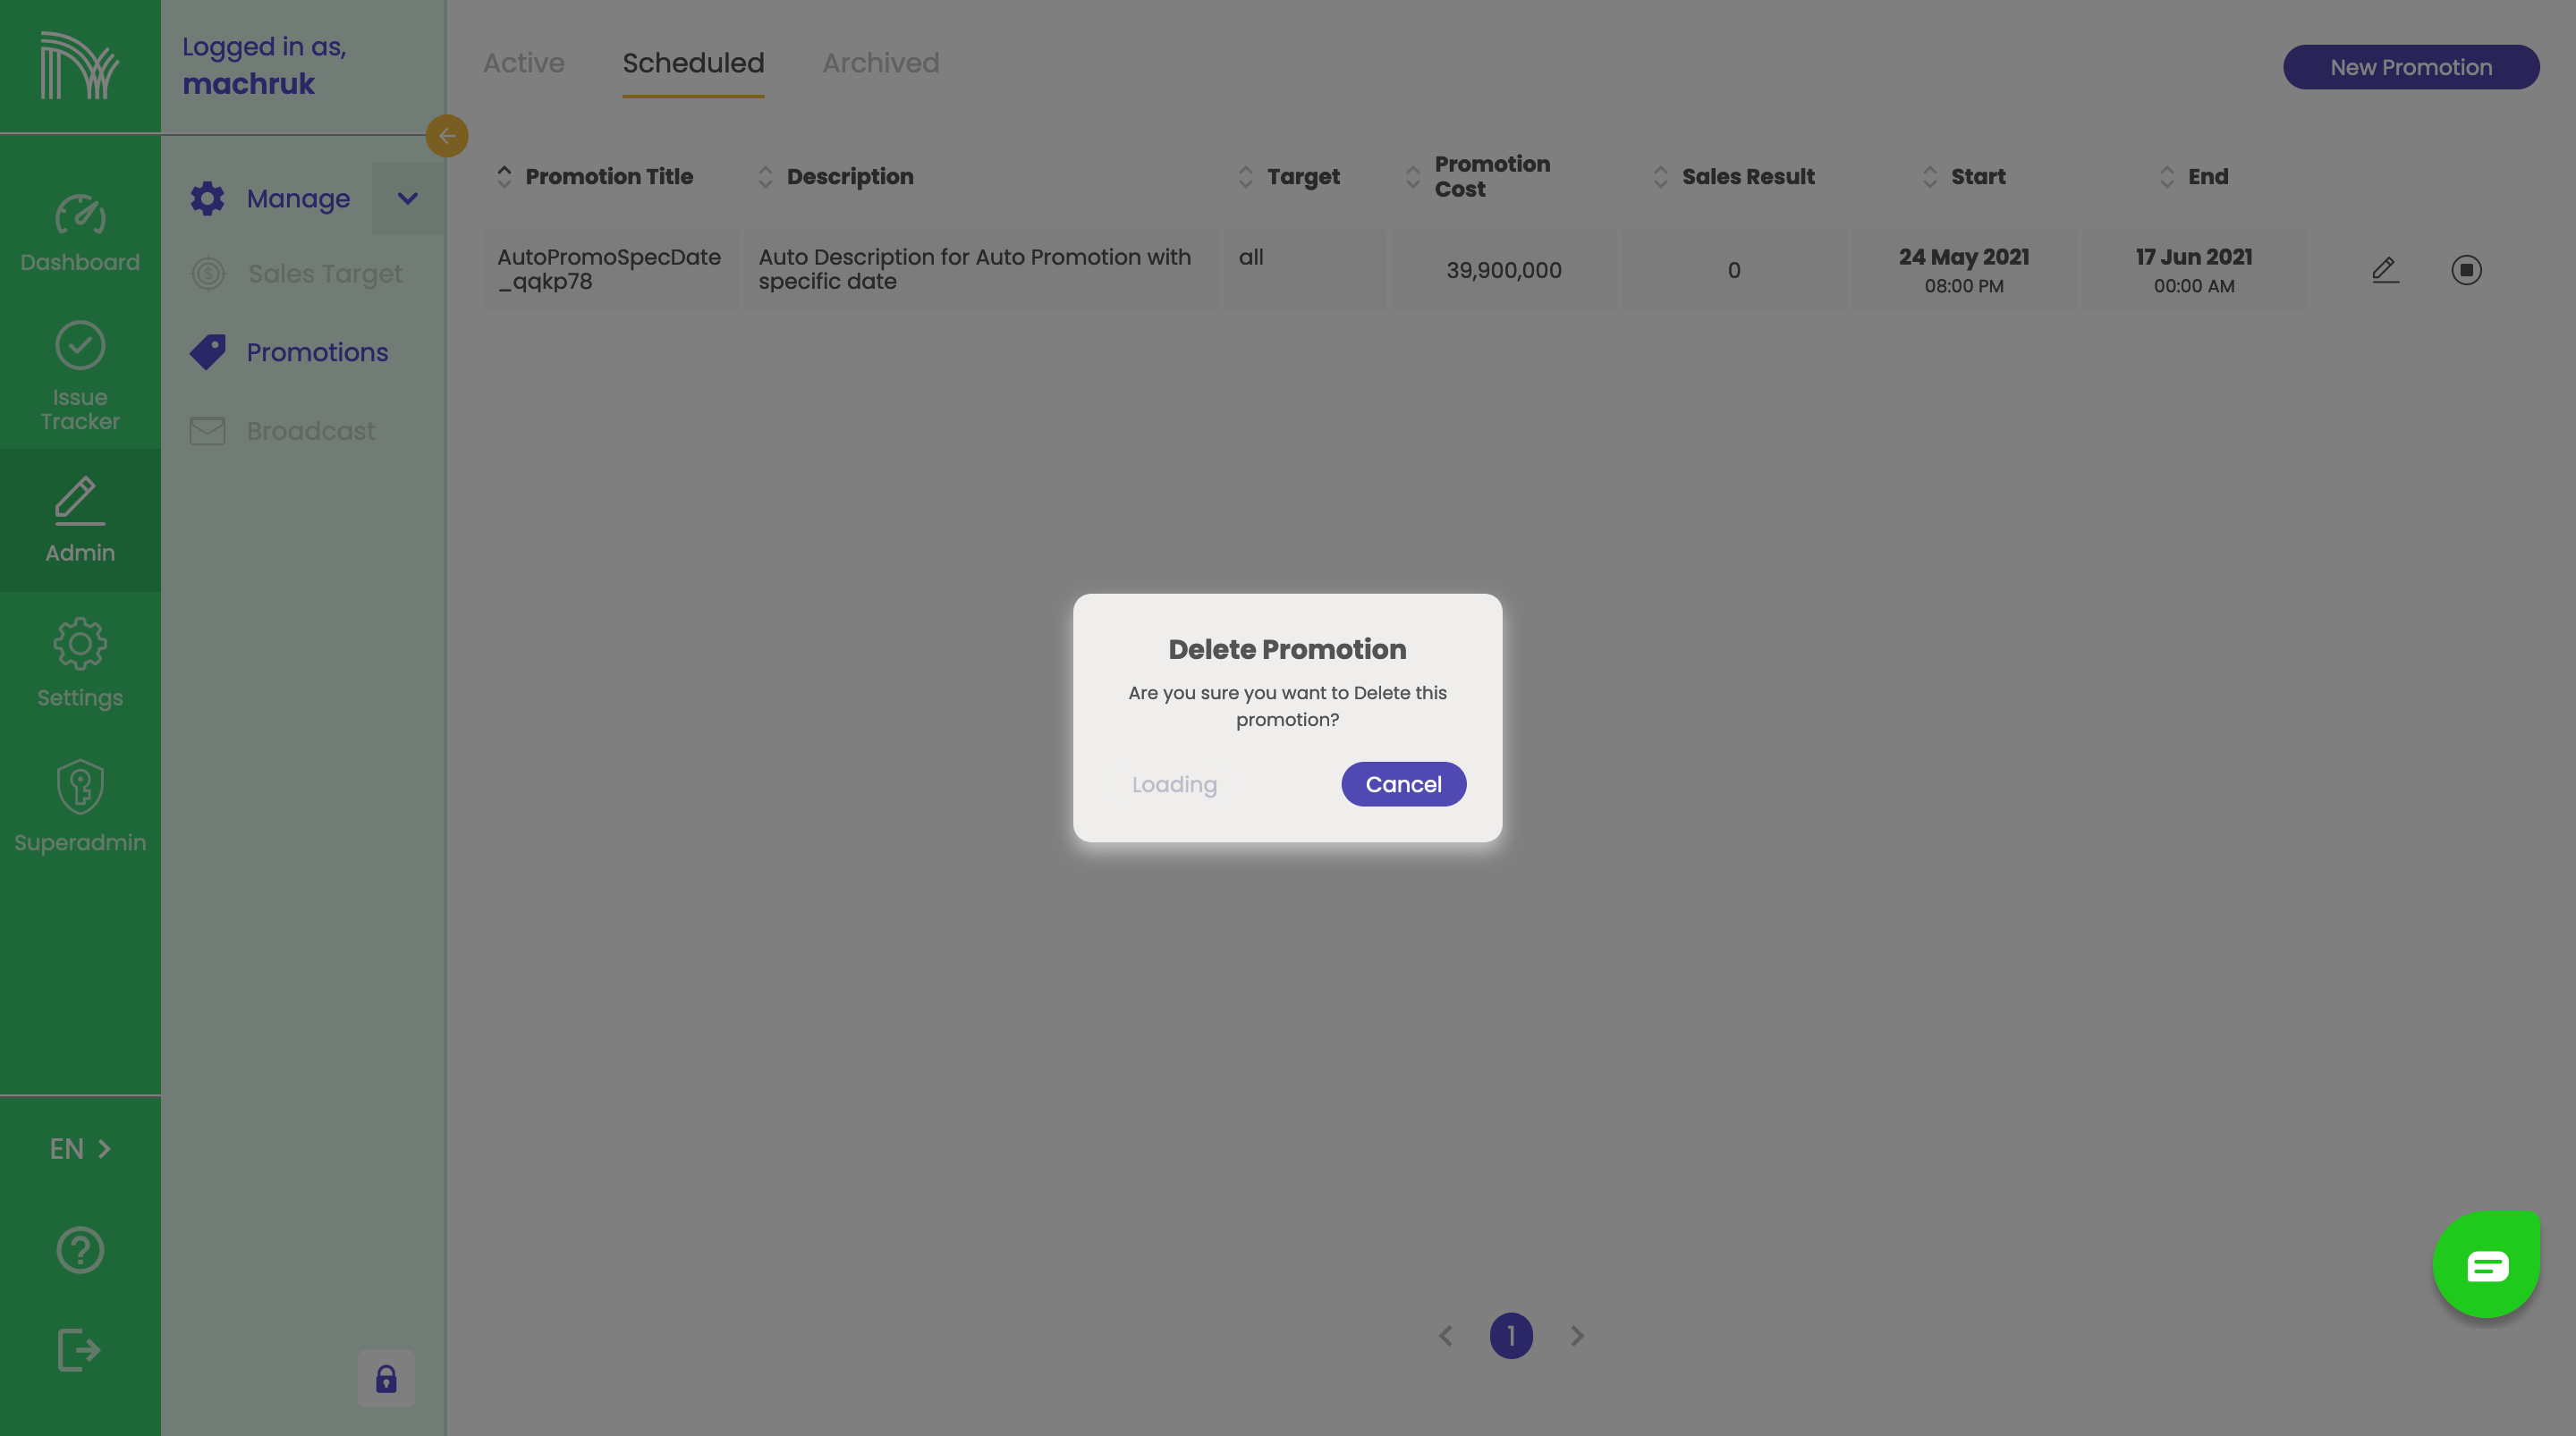 Logged in as,
machruk
Dashboard
Issue
Tracker
Admin
Settings
Superadmin
EN
Manage
Sales Target
Promotions
Broadcast
Active
Scheduled
Archived
New Promotion
Promotion Title
Description
Target
Promotion
Cost
Sales Result
Start
End
AutoPromoSpecDate
_qqkp78
Auto Description for Auto Promotion with
specific date
all
39,900,000
0
24 May 2021
08:00 PM
17 Jun 2021
00:00 AM
Delete Promotion
Are you sure you want to Delete this
promotion?
Loading
Cancel
1